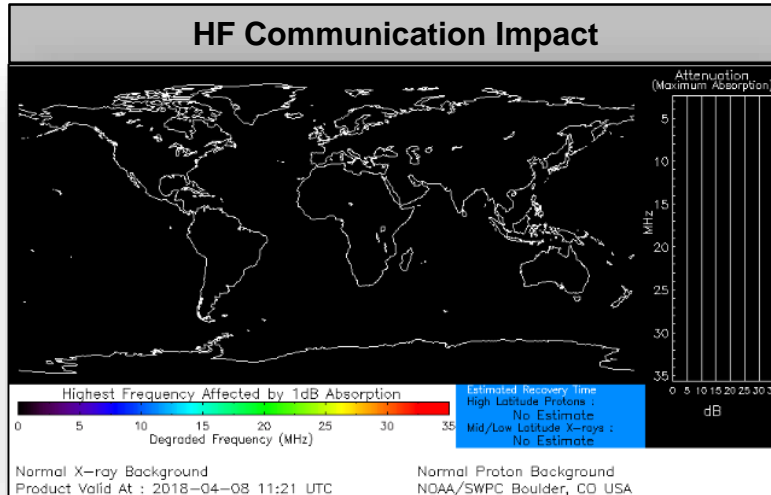 HF Communication Impact
Attenuation
(Maximum Absorption)
5
10
15
20
25
30
35
MHz
0 5 10 15 20 25 30 3
dB
Highest Frequency Affected by 1dB Absorption
0 5 10 15 20 25 30 35
Degraded Frequency (MHz)
Estimated Recovery Time
High Latitude Protons :
No Estimate
Mid/Low Latitude X-rays :
No Estimate
Normal X-ray Background
Product Valid At : 2018-04-08 11:21 UTC
Normal Proton Background
NOAA/SWPC Boulder, CO USA